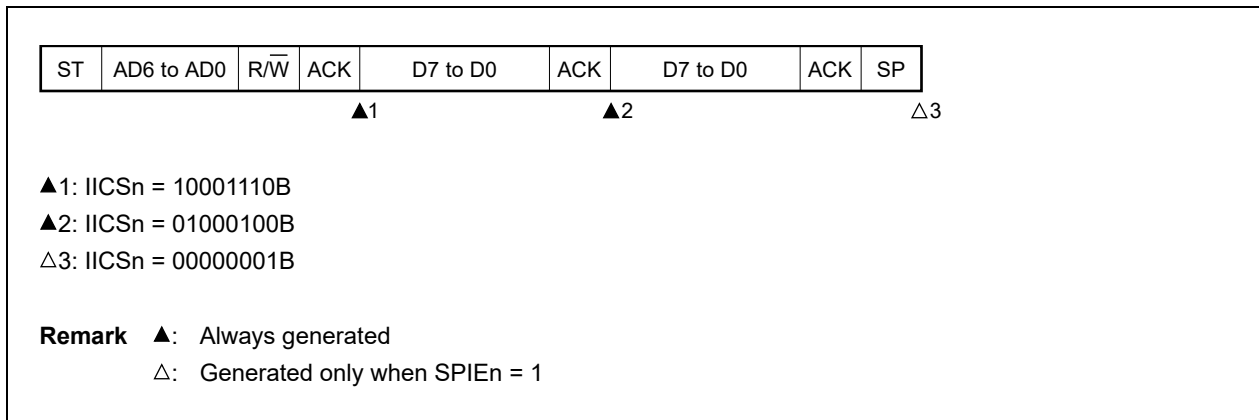 ST AD6 to AD0 R/W̅ ACK D7 to D0 ACK D7 to D0 ACK SP
▲1 ▲2 △3
▲1: IICSn = 10001110B
▲2: IICSn = 01000100B
△3: IICSn = 00000001B
Remark ▲: Always generated
△: Generated only when SPIEn = 1